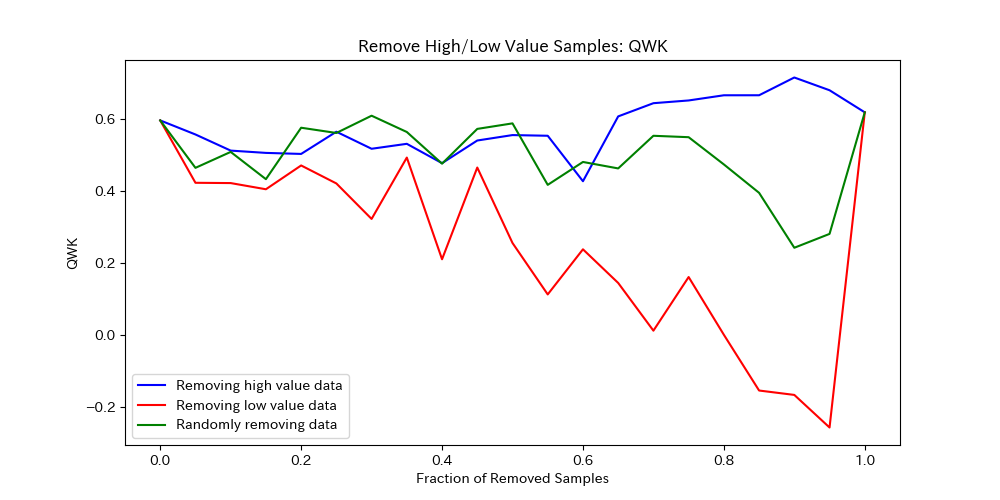 Remove High/Low Value Samples: QWK
QWK
0.6
0.4
0.2
0.0
−0.2
Removing high value data
Removing low value data
Randomly removing data
0.0 0.2 0.4 0.6 0.8 1.0
Fraction of Removed Samples